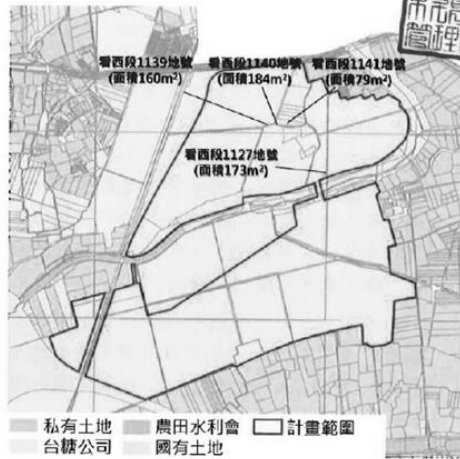 看西段1139地號
(面積160m²)
看西段1140地號
(面積184m²)
看西段1141地號
(面積79m²)
看西段1127地號
(面積173m²)
私有土地
農田水利會
計畫範圍
台糖公司
國有土地